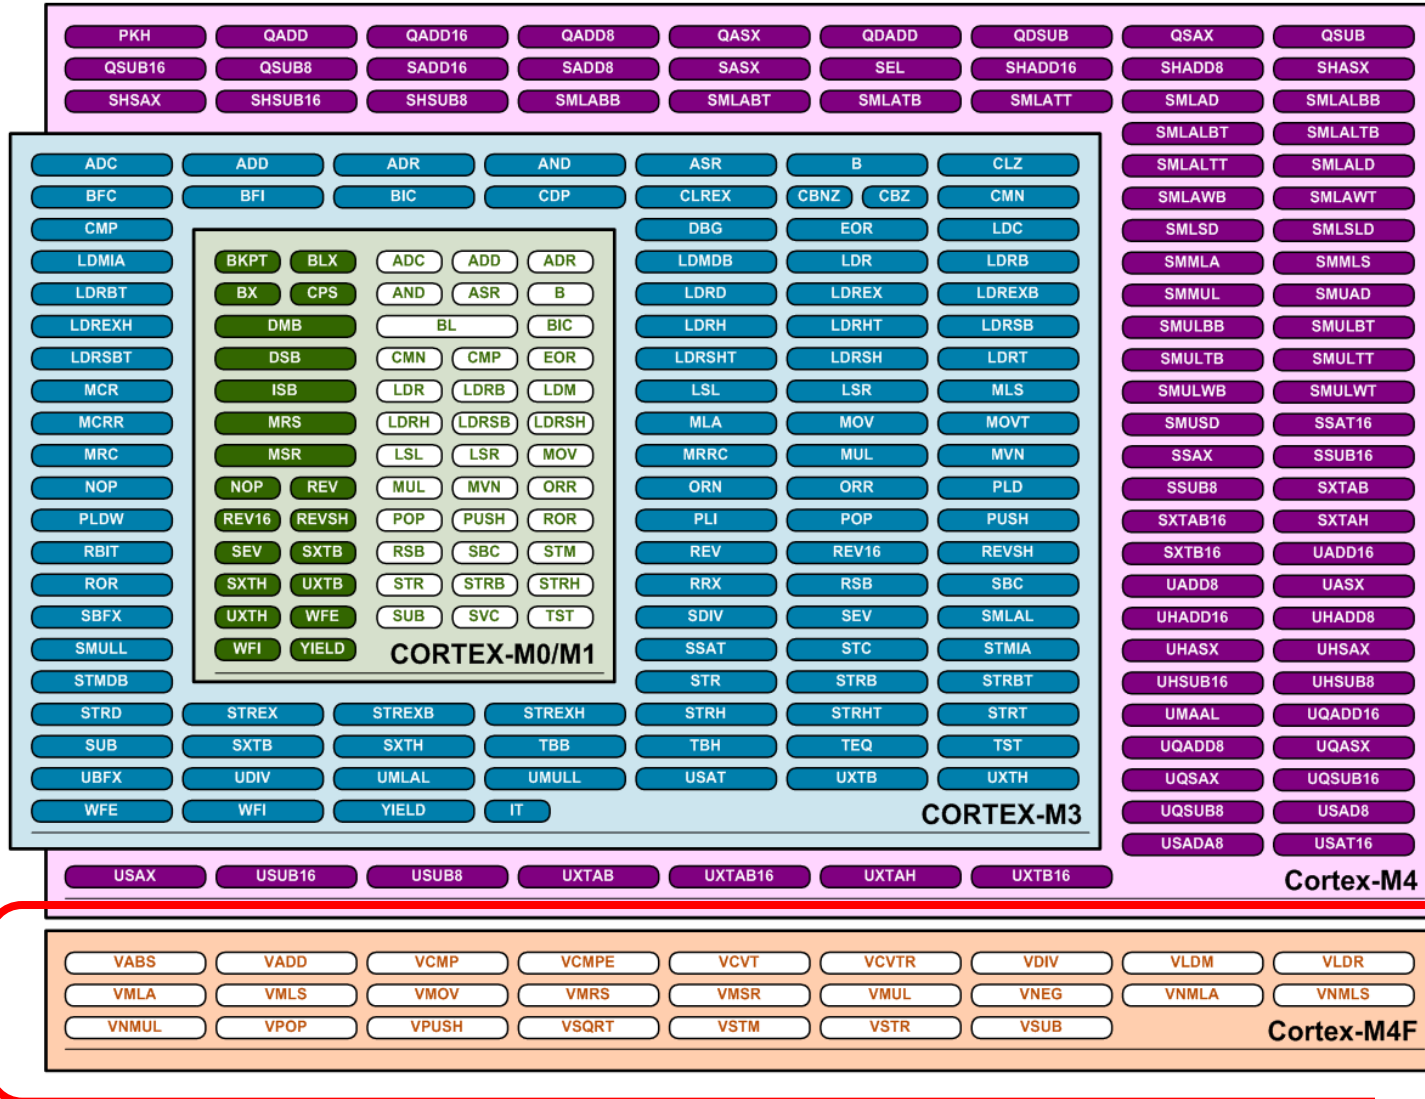 PKH QADD QADD16 QADD8 QASX QDADD QDSUB QSAX QSUB
QSUB16 QSUB8 SADD16 SADD8 SASX SEL SHADD16 SHADD8 SHASX
SHSAX SHSUB16 SHSUB8 SMLABB SMLABT SMLATB SMLATT SMLAD SMLALBB
SMLALBT SMLALTB
ADC ADD ADR AND ASR B CLZ SMLALTT SMLALD
BFC BFI BIC CDP CLREX CBNZ CBZ CMN SMLAWB SMLAWT
CMP DBG EOR LDC SMLSD SMLSLD
LDMIA BKPT BLX ADC ADD ADR LDMDB LDR LDRB SMMLA SMMLS
LDRBT BX CPS AND ASR B LDRD LDREX LDREXB SMMUL SMUAD
LDREXH DMB BL BIC LDRH LDRHT LDRSB SMULBB SMULBT
LDRSBT DSB CMN CMP EOR LDRSHT LDRSH LDRT SMULTB SMULTT
MCR ISB LDR LDRB LDM LSL LSR MLS SMULWB SMULWT
MCRR MRS LDRH LDRSB LDRSH MLA MOV MOVT SMUSD SSAT16
MRC MSR LSL LSR MOV MRRC MUL MVN SSAX SSUB16
NOP NOP REV MUL MVN ORR ORN ORR PLD SSUB8 SXTAB
PLDW REV16 REVSH POP PUSH ROR PLI POP PUSH SXTAB16 SXTAH
RBIT SEV SXTB RSB SBC STM REV REV16 REVSH SXTB16 UADD16
ROR SXTH UXTB STR STRB STRH RRX RSB SBC UADD8 UASX
SBFX UXTH WFE SUB SVC TST SDIV SEV SMLAL UHADD16 UHADD8
SMULL WFI YIELD CORTEX-M0/M1 SSAT STC STMIA UHASX UHSAX
STMDB STR STRB STRBT UHSUB16 UHSUB8
STRD STREX STREXB STREXH STRH STRHT STRT UMAAL UQADD16
SUB SXTB SXTH TBB TBH TEQ TST UQADD8 UQASX
UBFX UDIV UMLAL UMULL USAT UXTB UXTH UQSAX UQSUB16
WFE WFI YIELD IT CORTEX-M3 UQSUB8 USAD8
USADA8 USAT16
USAX USUB16 USUB8 UXTAB UXTAB16 UXTAH UXTB16 Cortex-M4
VABS VADD VCMP VCMPE VCVT VCVTR VDIV VLDM VLDR
VMLA VMLS VMOV VMRS VMSR VMUL VNEG VNMLA VNMLS
VNMUL VPOP VPUSH VSQRT VSTM VSTR VSUB Cortex-M4F